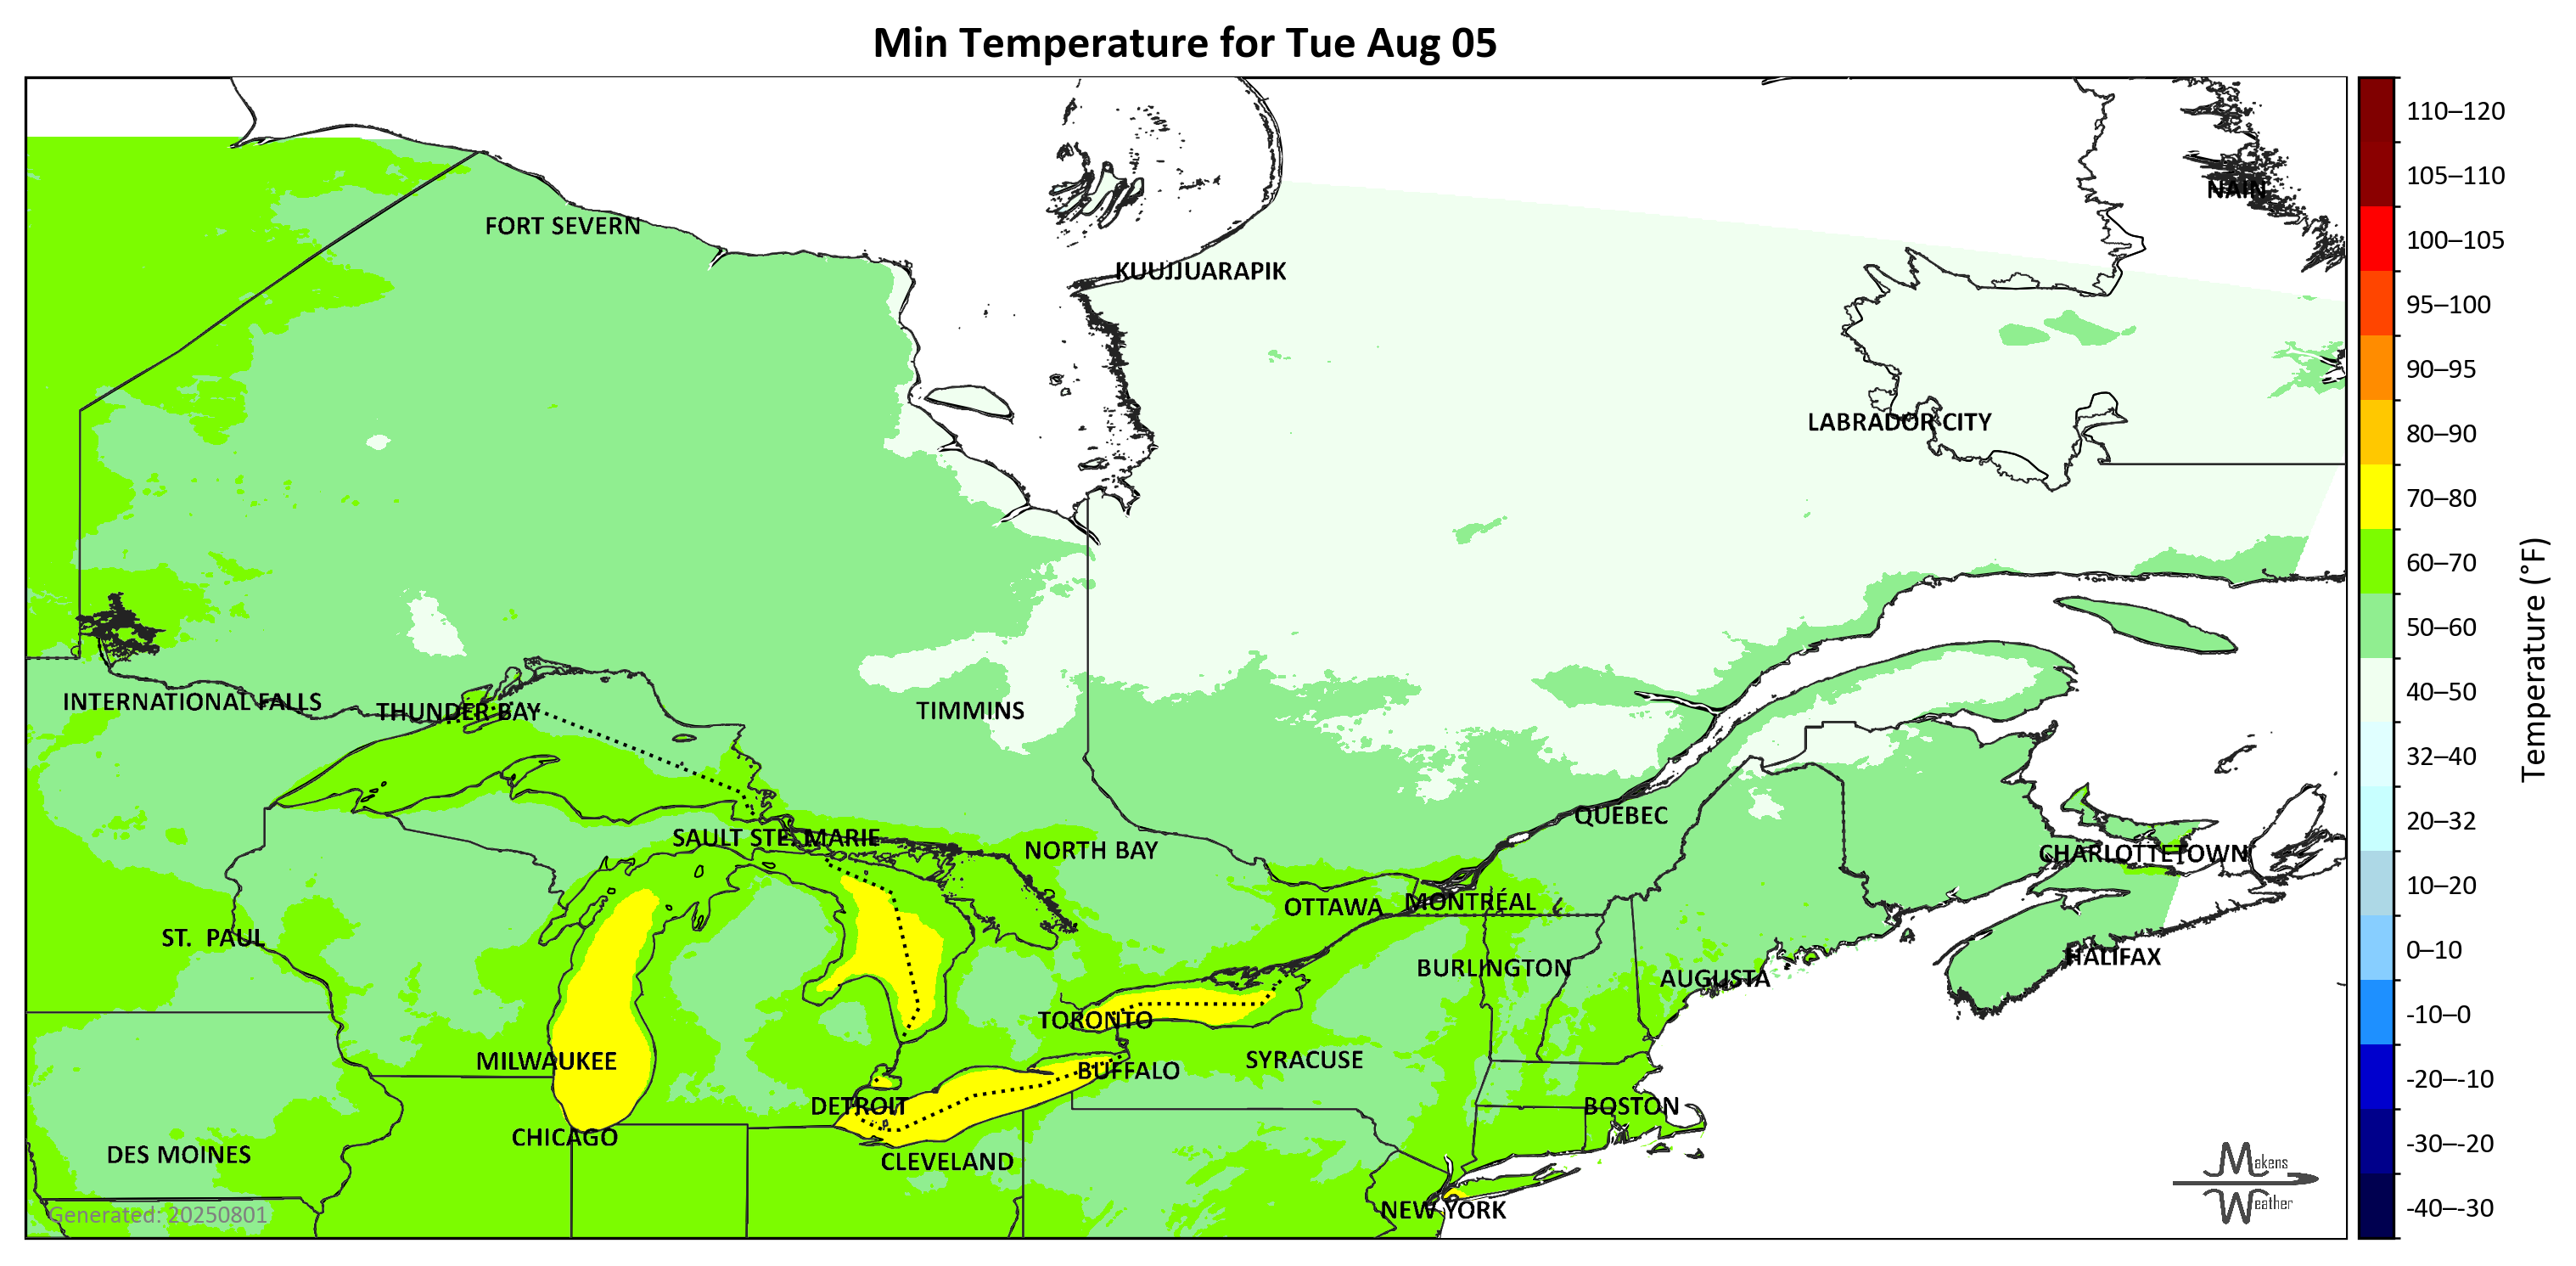 Min Temperature for Tue Aug 05
110–120
105–110
NAIN
FORT SEVERN
100–105
KUUJJUARAPIK
95–100
90–95
LABRADOR CITY
80–90
70–80
60–70
50–60
Temperature (°F)
INTERNATIONAL FALLS
THUNDER BAY
TIMMINS
40–50
32–40
QUEBEC
20–32
SAULT STE. MARIE
NORTH BAY
CHARLOTTETOWN
10–20
OTTAWA
MONTRÉAL
ST. PAUL
0–10
BURLINGTON
AUGUSTA
HALIFAX
TORONTO
-10–0
MILWAUKEE
BUFFALO
SYRACUSE
-20–-10
DETROIT
BOSTON
CHICAGO
-30–-20
DES MOINES
CLEVELAND
Makens
Weather
NEW YORK
-40–-30
Generated: 20250801